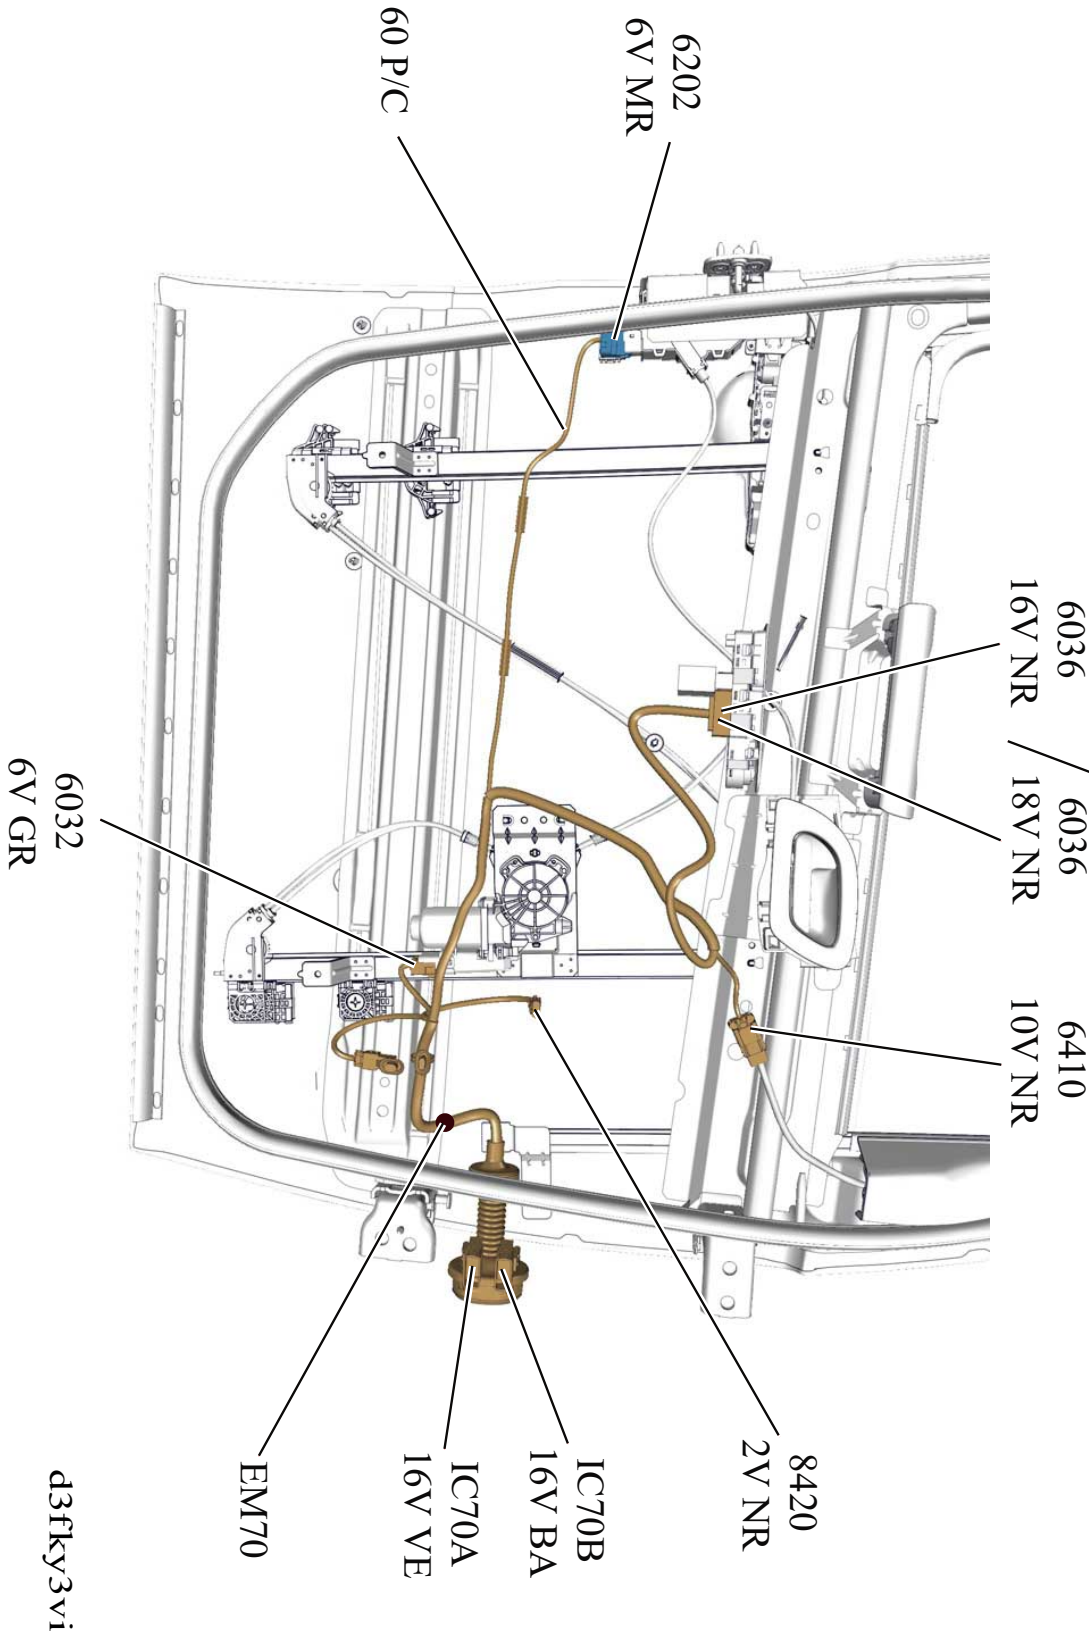 6036
16V NR
/
6036
18V NR
6410
10V NR
6202
6V MR
60 P/C
8420
2V NR
IC70B
16V BA
IC70A
16V VE
EM70
6032
6V GR
d3fky3vi